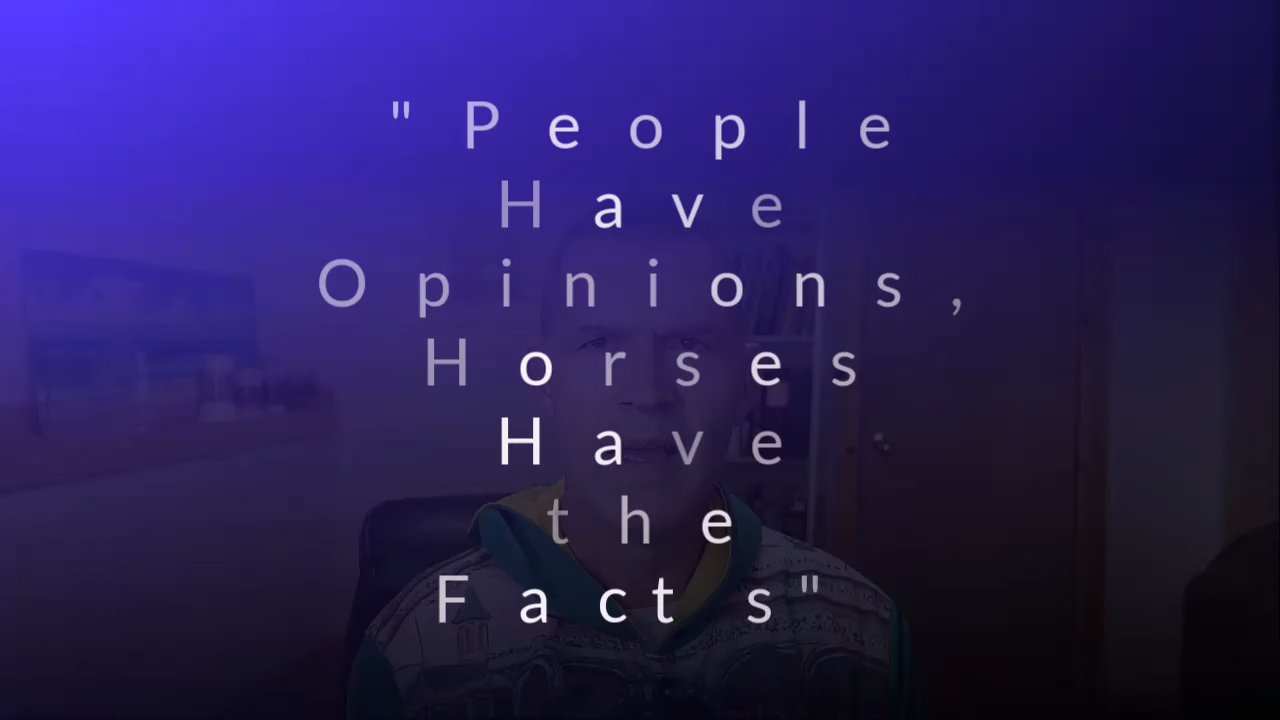 "People
Have
Opinions,
Horses
Have
the
Facts"